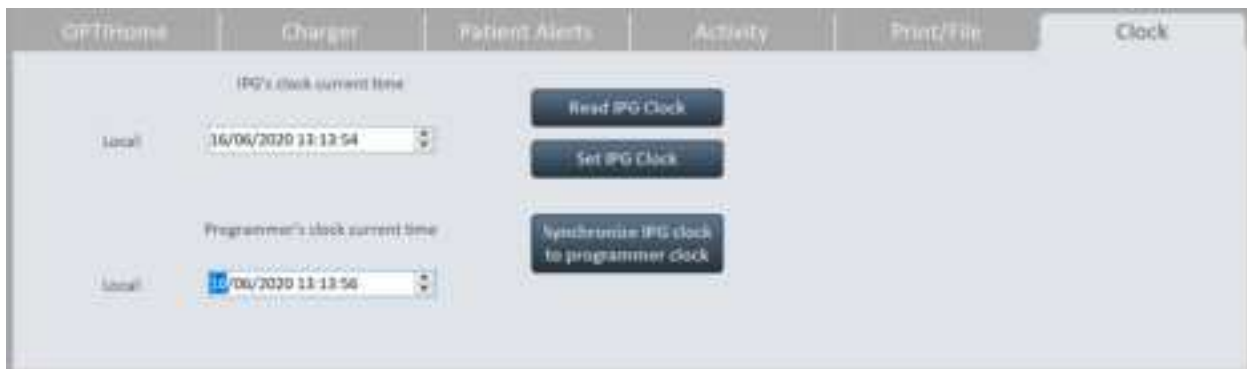 OPTIHome Charger Patient Alerts Activity Print/File Clock
IPG's clock current time
Read IPG Clock
Local 16/06/2020 13:13:54
Set IPG Clock
Programmer's clock current time
Synchronize IPG clock
to programmer clock
Local 16/06/2020 13:13:56